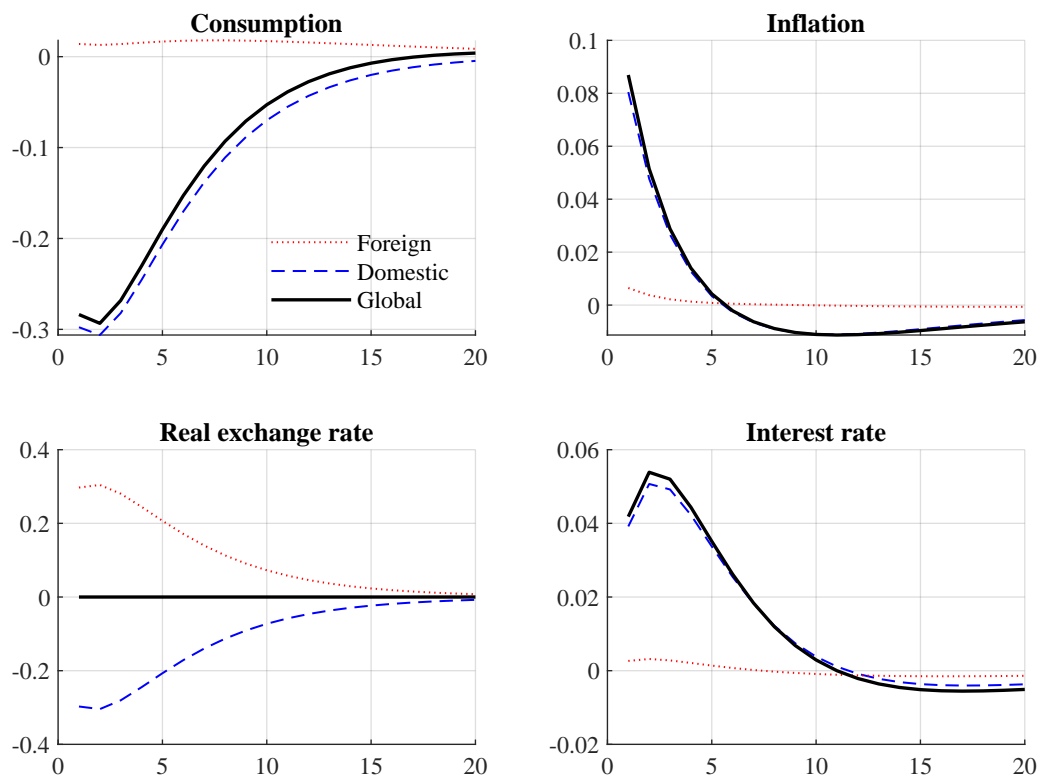 Consumption
0
-0.1
-0.2
-0.3
0 5 10 15 20
Foreign
Domestic
Global
Inflation
0.1
0.08
0.06
0.04
0.02
0
0 5 10 15 20
Real exchange rate
0.4
0.2
0
-0.2
-0.4
0 5 10 15 20
Interest rate
0.06
0.04
0.02
0
-0.02
0 5 10 15 20